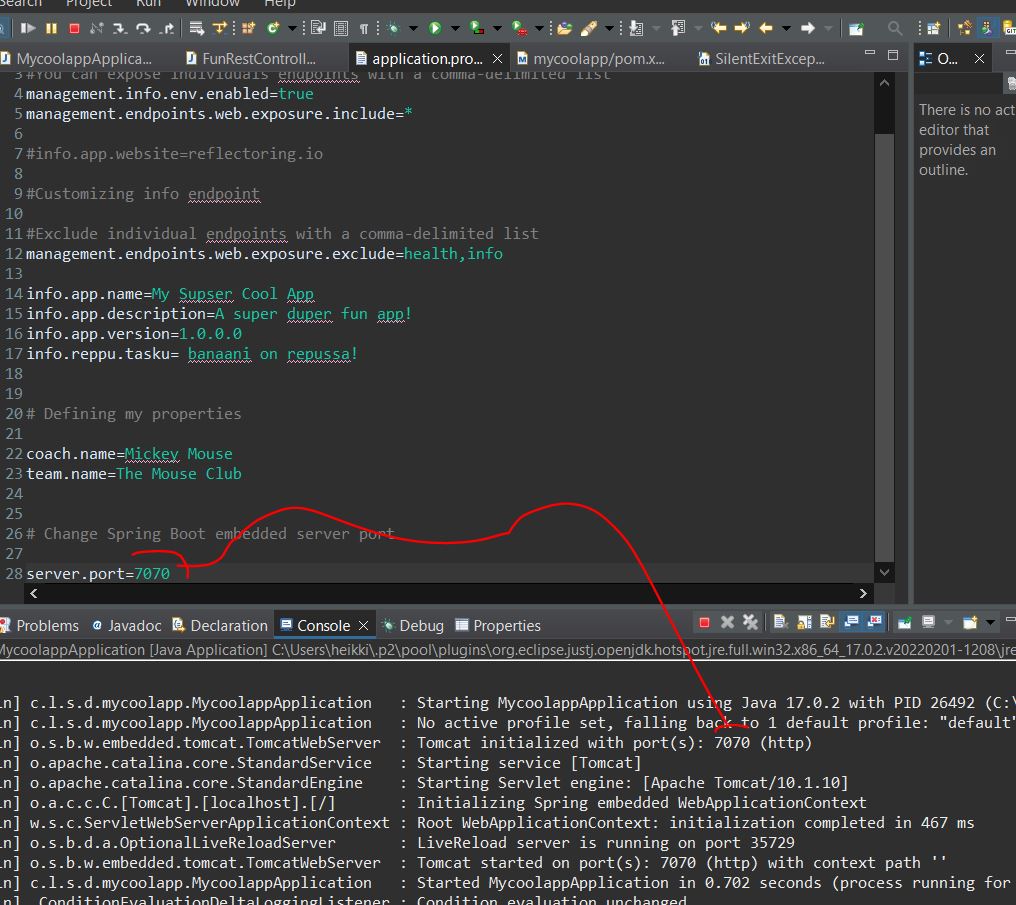 Search Project Run Window Help
MycoolappApplica...
FunRestControll...
application.pro...
mycoolapp/pom.x...
SilentExitExcep...
O...
3 #You can expose individuals endpoints with a comma-delimited list
4 management.info.env.enabled=true
5 management.endpoints.web.exposure.include=*
6
7 #info.app.website=reflectoring.io
8
9 #Customizing info endpoint
10
11 #Exclude individual endpoints with a comma-delimited list
12 management.endpoints.web.exposure.exclude=health,info
13
14 info.app.name=My Supser Cool App
15 info.app.description=A super duper fun app!
16 info.app.version=1.0.0.0
17 info.reppu.tasku= banaani on repussa!
18
19
20 # Defining my properties
21
22 coach.name=Mickey Mouse
23 team.name=The Mouse Club
24
25
26 # Change Spring Boot embedded server port
27
28 server.port=7070
There is no act
editor that
provides an
outline.
Problems @ Javadoc Declaration Console Debug Properties
MycoolappApplication [Java Application] C:\Users\heikki\.p2\pool\plugins\org.eclipse.justj.openjdk.hotspot.jre.full.win32.x86_64_17.0.2.v20220201-1208\jre
in] c.l.s.d.mycoolapp.MycoolappApplication : Starting MycoolappApplication using Java 17.0.2 with PID 26492 (C:\
in] c.l.s.d.mycoolapp.MycoolappApplication : No active profile set, falling back to 1 default profile: "default"
in] o.s.b.w.embedded.tomcat.TomcatWebServer : Tomcat initialized with port(s): 7070 (http)
in] o.apache.catalina.core.StandardService : Starting service [Tomcat]
in] o.apache.catalina.core.StandardEngine : Starting Servlet engine: [Apache Tomcat/10.1.10]
in] o.a.c.c.C.[Tomcat].[localhost].[/] : Initializing Spring embedded WebApplicationContext
in] w.s.c.ServletWebServerApplicationContext : Root WebApplicationContext: initialization completed in 467 ms
in] o.s.b.d.a.OptionalLiveReloadServer : LiveReload server is running on port 35729
in] o.s.b.w.embedded.tomcat.TomcatWebServer : Tomcat started on port(s): 7070 (http) with context path ''
in] c.l.s.d.mycoolapp.MycoolappApplication : Started MycoolappApplication in 0.702 seconds (process running for
in] .ConditionEvaluationDeltaLoggingListener : Condition evaluation unchanged